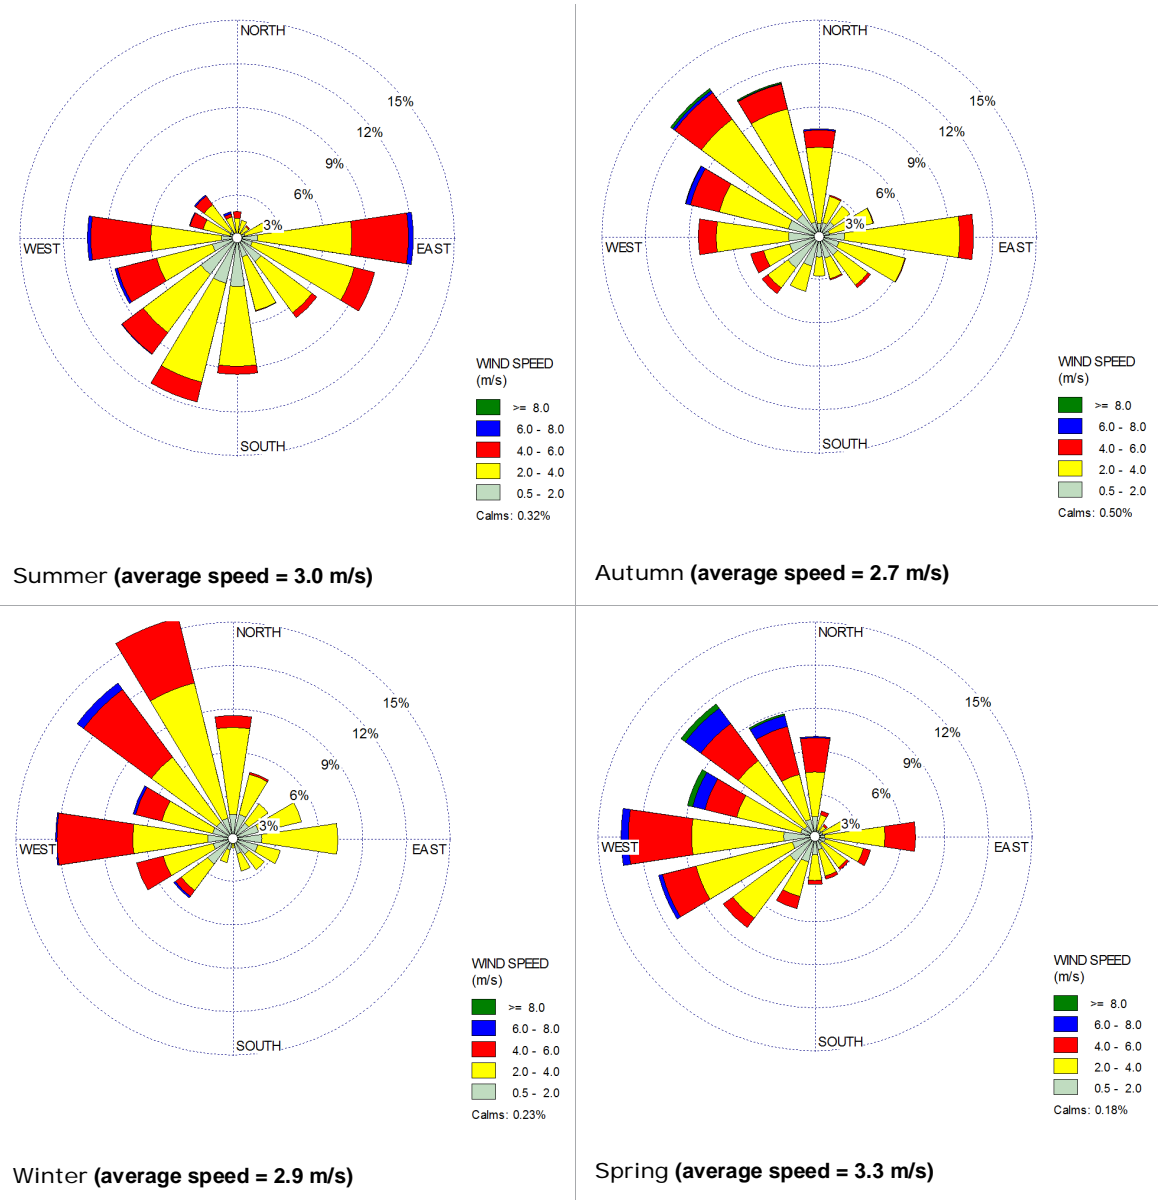 NORTH
15%
12%
9%
6%
3%
WEST
EAST
SOUTH
WIND SPEED
(m/s)
>= 8.0
6.0 - 8.0
4.0 - 6.0
2.0 - 4.0
0.5 - 2.0
Calms: 0.32%
Summer (average speed = 3.0 m/s)
NORTH
15%
12%
9%
6%
3%
WEST
EAST
SOUTH
WIND SPEED
(m/s)
>= 8.0
6.0 - 8.0
4.0 - 6.0
2.0 - 4.0
0.5 - 2.0
Calms: 0.50%
Autumn (average speed = 2.7 m/s)
NORTH
15%
12%
9%
6%
3%
WEST
EAST
SOUTH
WIND SPEED
(m/s)
>= 8.0
6.0 - 8.0
4.0 - 6.0
2.0 - 4.0
0.5 - 2.0
Calms: 0.23%
Winter (average speed = 2.9 m/s)
NORTH
15%
12%
9%
6%
3%
WEST
EAST
SOUTH
WIND SPEED
(m/s)
>= 8.0
6.0 - 8.0
4.0 - 6.0
2.0 - 4.0
0.5 - 2.0
Calms: 0.18%
Spring (average speed = 3.3 m/s)